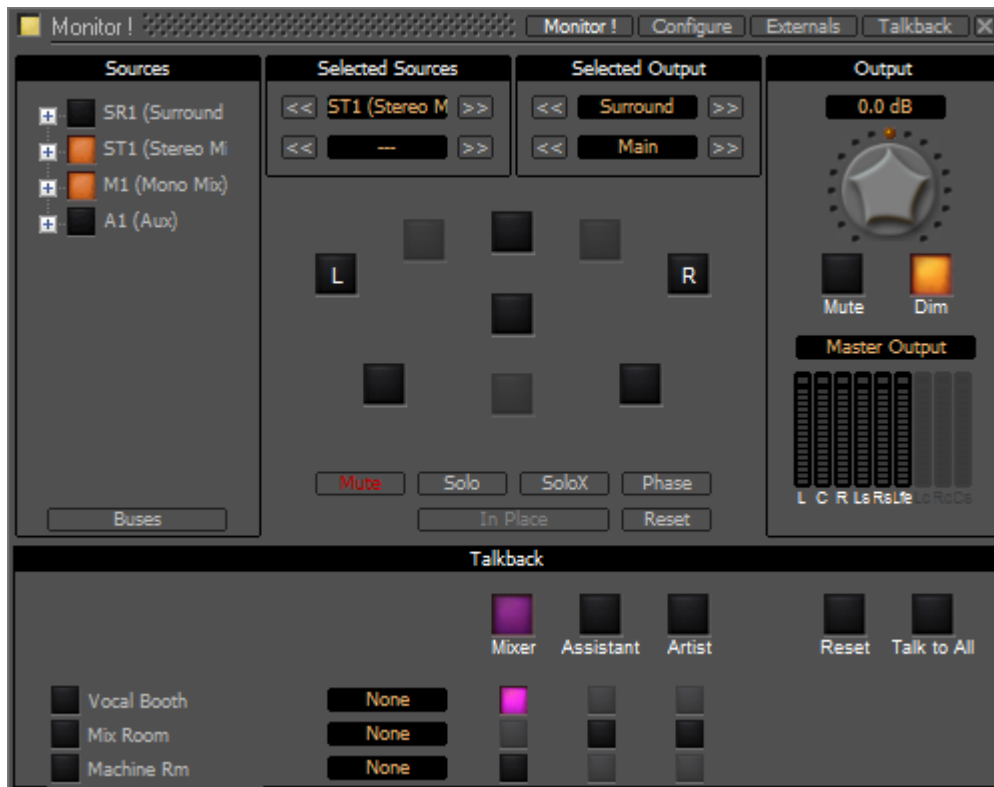 Monitor ! Monitor ! Configure Externals Talkback X
Sources
SR1 (Surround
ST1 (Stereo Mi
M1 (Mono Mix)
A1 (Aux)
Buses
Selected Sources
<< ST1 (Stereo M >>
<< --- >>
Selected Output
<< Surround >>
<< Main >>
L
R
Mute Solo SoloX Phase
In Place Reset
Output
0.0 dB
Mute Dim
Master Output
L C R Ls Rs Lfe Lc Rc Cs
Talkback
Mixer Assistant Artist Reset Talk to All
Vocal Booth None
Mix Room None
Machine Rm None